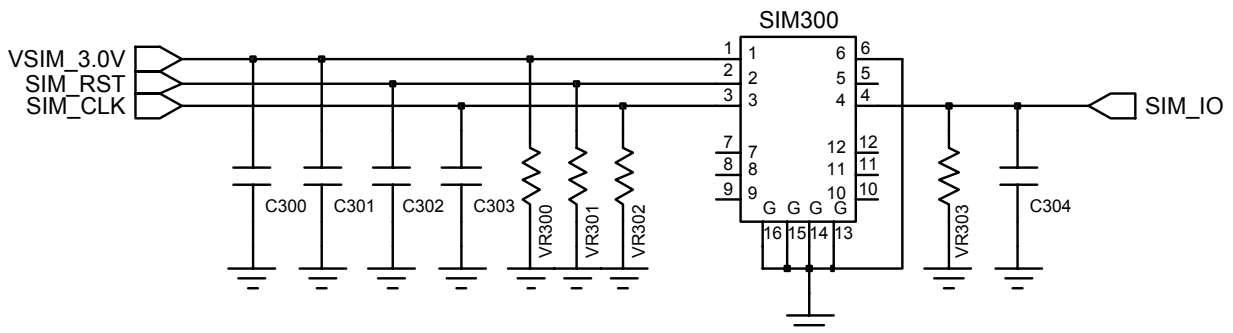 SIM300
VSIM_3.0V 1 1 6 6
SIM_RST 2 2 5 5
SIM_CLK 3 3 4 4 SIM_IO
7 7 12 12
8 8 11 11
9 9 10 10
C300 C301 C302 C303 VR300 VR301 VR302 G G G G VR303 C304
16 15 14 13